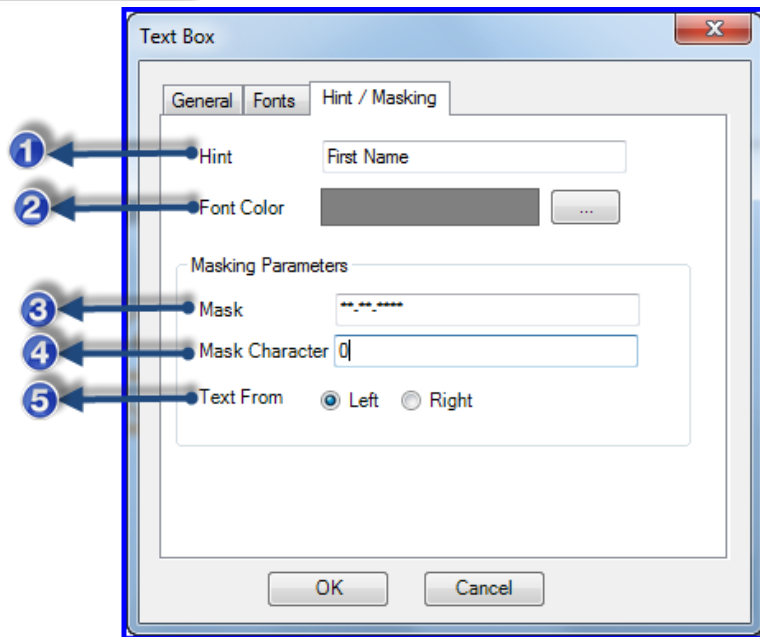 Text Box
General Fonts Hint / Masking
1 Hint First Name
2 Font Color ...
Masking Parameters
3 Mask **-**-****
4 Mask Character 0
5 Text From Left Right
OK Cancel